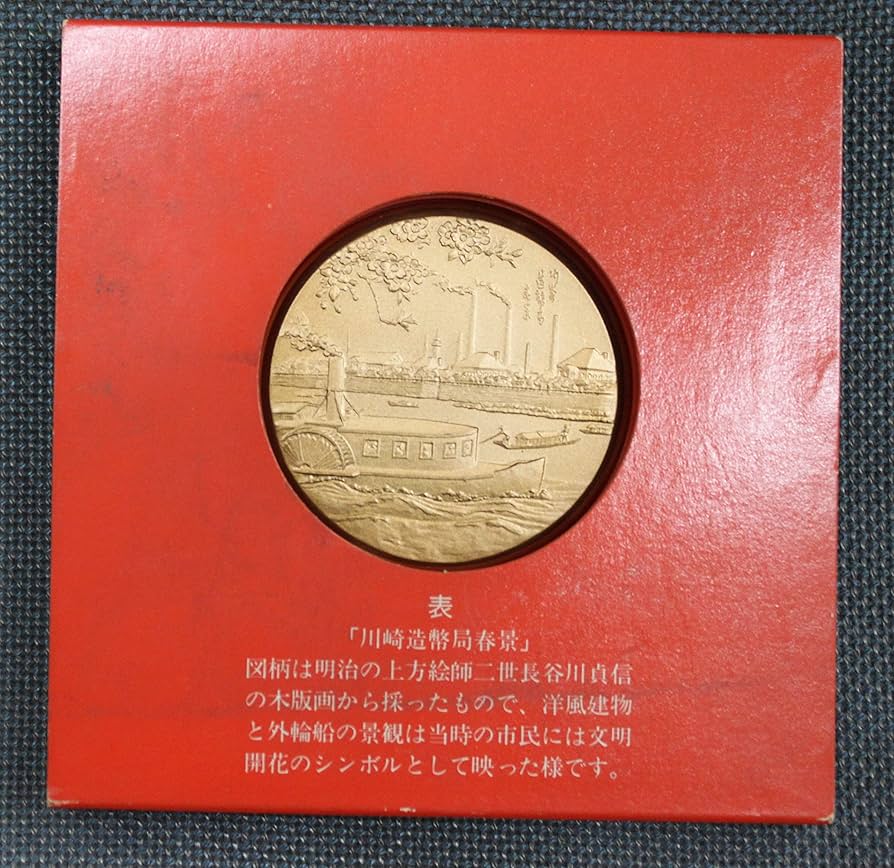 表
「川崎造幣局春景」
図柄は明治の上方絵師二世長谷川貞信
の木版画から採ったもので、洋風建物
と外輪船の景観は当時の市民には文明
開花のシンボルとして映った様です。